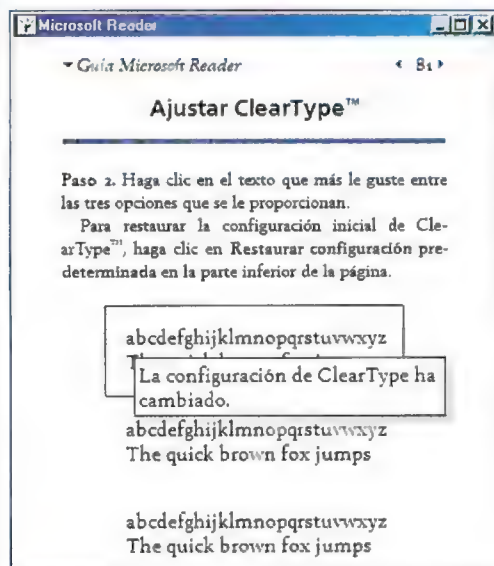 Microsoft Reader
Guía Microsoft Reader
81
Ajustar ClearType™
Paso 2. Haga clic en el texto que más le guste entre
las tres opciones que se le proporcionan.
Para restaurar la configuración inicial de Cle-
arType™, haga clic en Restaurar configuración pre-
determinada en la parte inferior de la página.
abcdefghijklmnopqrstuvwxyz
La configuración de ClearType ha
cambiado.
abcdefghijklmnopqrstuvwxyz
The quick brown fox jumps
abcdefghijklmnopqrstuvwxyz
The quick brown fox jumps